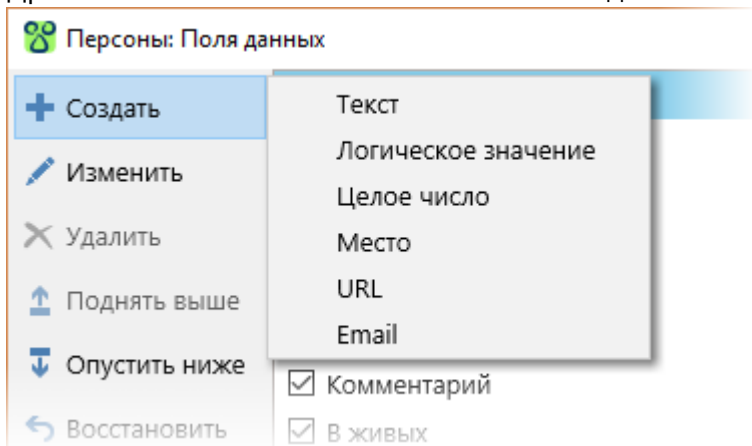 Персоны: Поля данных
Создать
Изменить
Удалить
Поднять выше
Опустить ниже
Восстановить
Текст
Логическое значение
Целое число
Место
URL
Email
Комментарий
В живых